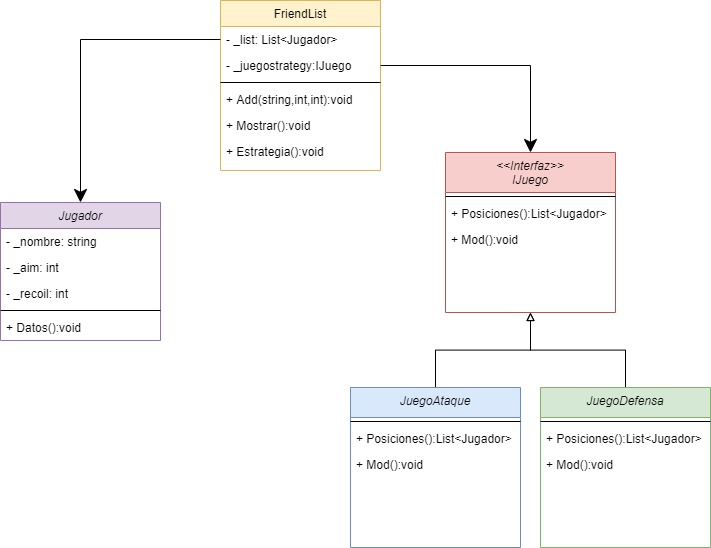 FriendList
- _list: List<Jugador>
- _juegostrategy:IJuego
+ Add(string,int,int):void
+ Mostrar():void
+ Estrategia():void
Jugador
- _nombre: string
- _aim: int
- _recoil: int
+ Datos():void
<<Interfaz>>
IJuego
+ Posiciones():List<Jugador>
+ Mod():void
JuegoAtaque
+ Posiciones():List<Jugador>
+ Mod():void
JuegoDefensa
+ Posiciones():List<Jugador>
+ Mod():void